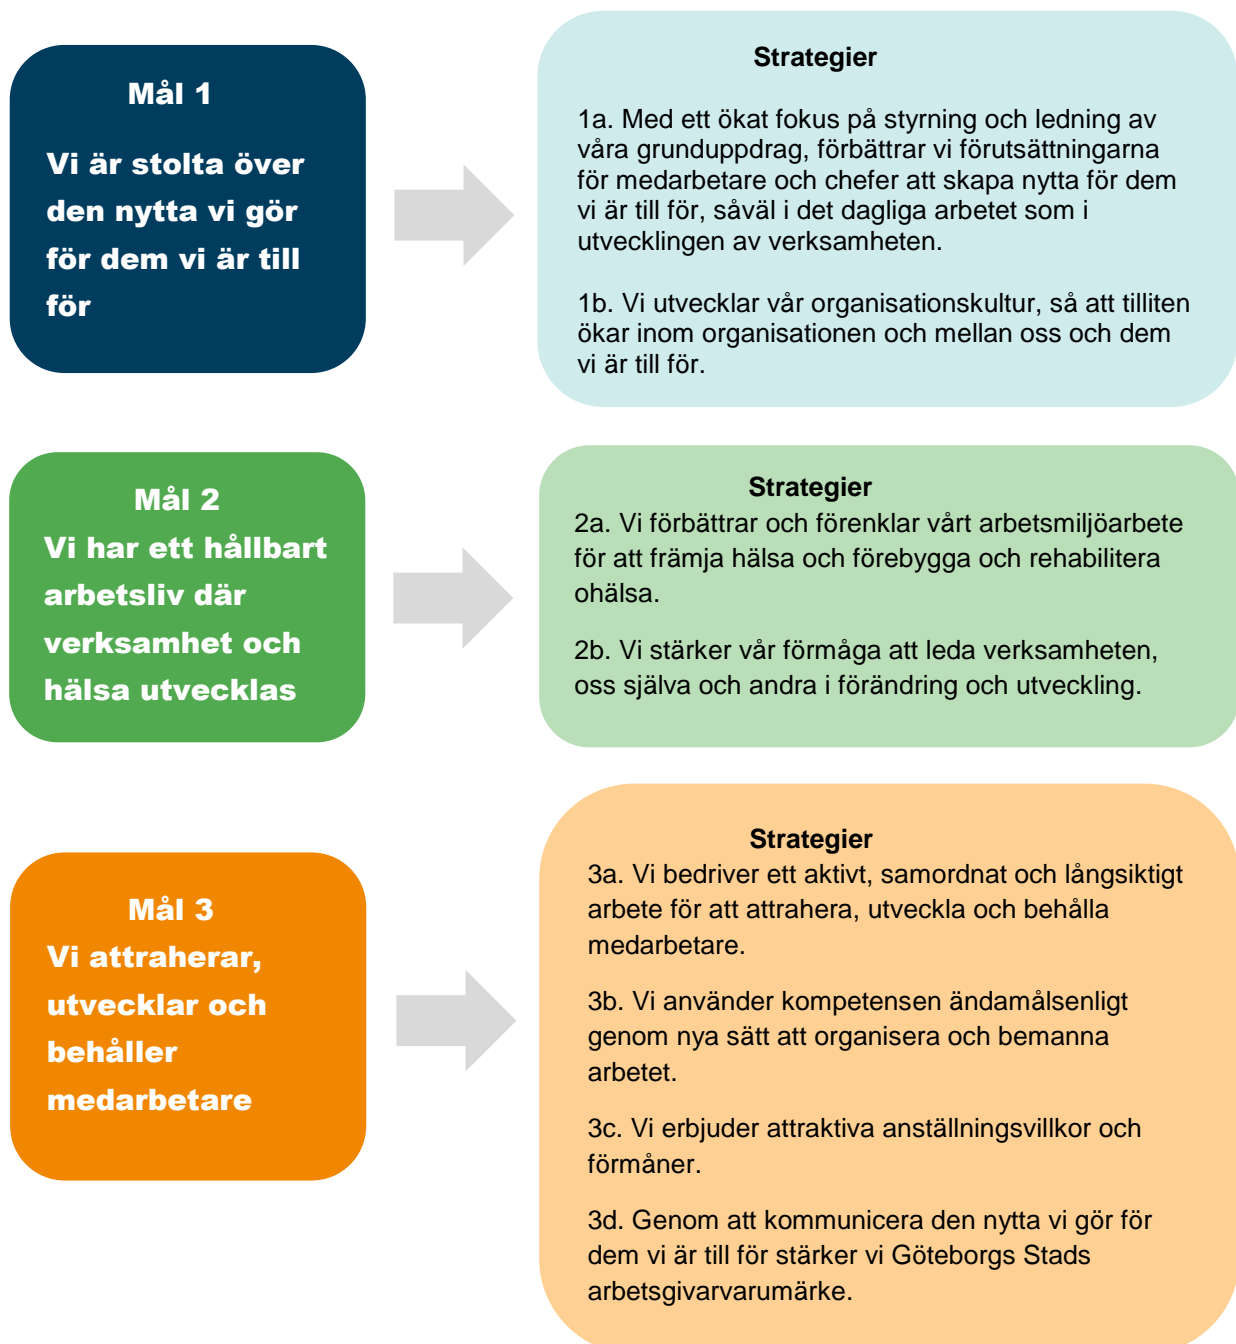 Mål 1
Vi är stolta över
den nytta vi gör
för dem vi är till
för
Strategier
1a. Med ett ökat fokus på styrning och ledning av
våra grunduppdrag, förbättrar vi förutsättningarna
för medarbetare och chefer att skapa nytta för dem
vi är till för, såväl i det dagliga arbetet som i
utvecklingen av verksamheten.
1b. Vi utvecklar vår organisationskultur, så att tilliten
ökar inom organisationen och mellan oss och dem
vi är till för.
Mål 2
Vi har ett hållbart
arbetsliv där
verksamhet och
hälsa utvecklas
Strategier
2a. Vi förbättrar och förenklar vårt arbetsmiljöarbete
för att främja hälsa och förebygga och rehabilitera
ohälsa.
2b. Vi stärker vår förmåga att leda verksamheten,
oss själva och andra i förändring och utveckling.
Mål 3
Vi attraherar,
utvecklar och
behåller
medarbetare
Strategier
3a. Vi bedriver ett aktivt, samordnat och långsiktigt
arbete för att attrahera, utveckla och behålla
medarbetare.
3b. Vi använder kompetensen ändamålsenligt
genom nya sätt att organisera och bemanna
arbetet.
3c. Vi erbjuder attraktiva anställningsvillkor och
förmåner.
3d. Genom att kommunicera den nytta vi gör för
dem vi är till för stärker vi Göteborgs Stads
arbetsgivarvarumärke.